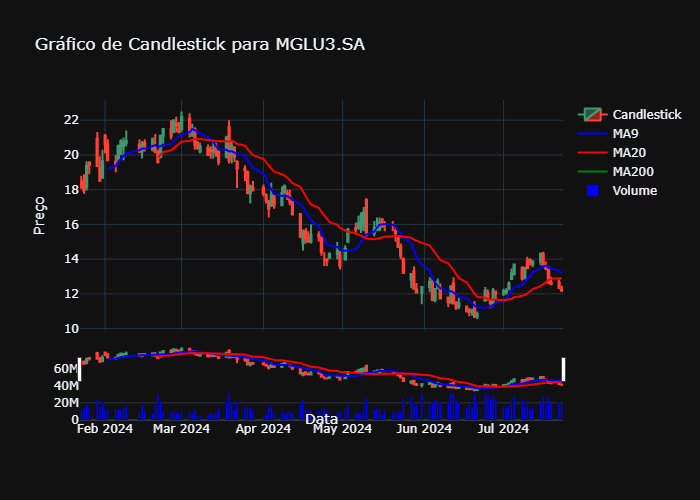 Gráfico de Candlestick para MGLU3.SA
Candlestick
MA9
MA20
MA200
Volume
Preço
22
20
18
16
14
12
10
60M
40M
20M
0
Data
Feb 2024
Mar 2024
Apr 2024
May 2024
Jun 2024
Jul 2024